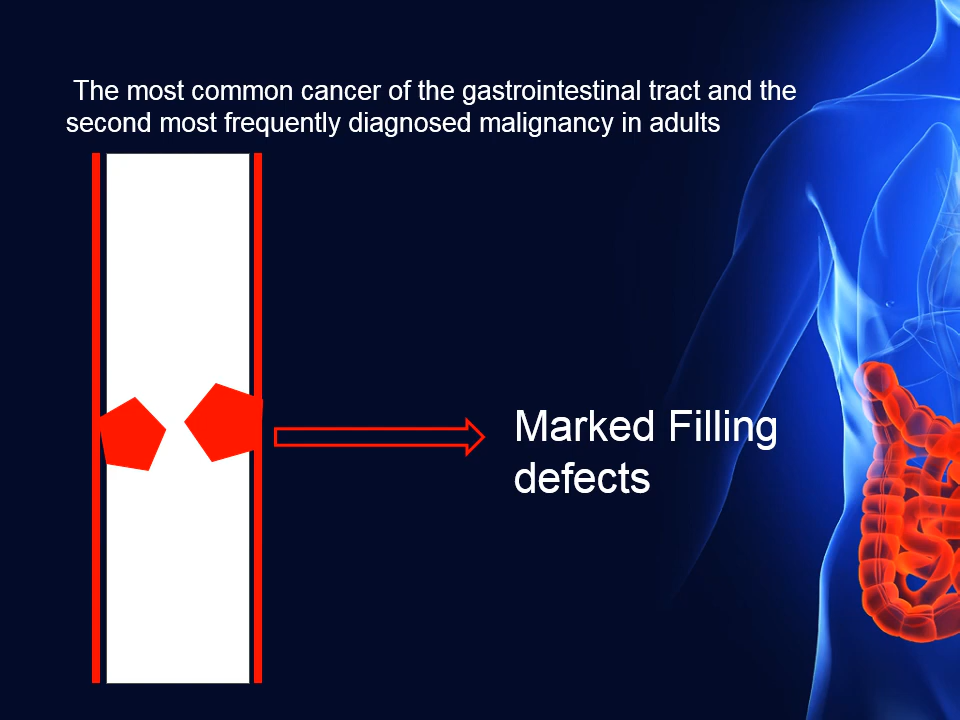 The most common cancer of the gastrointestinal tract and the
second most frequently diagnosed malignancy in adults
Marked Filling
defects